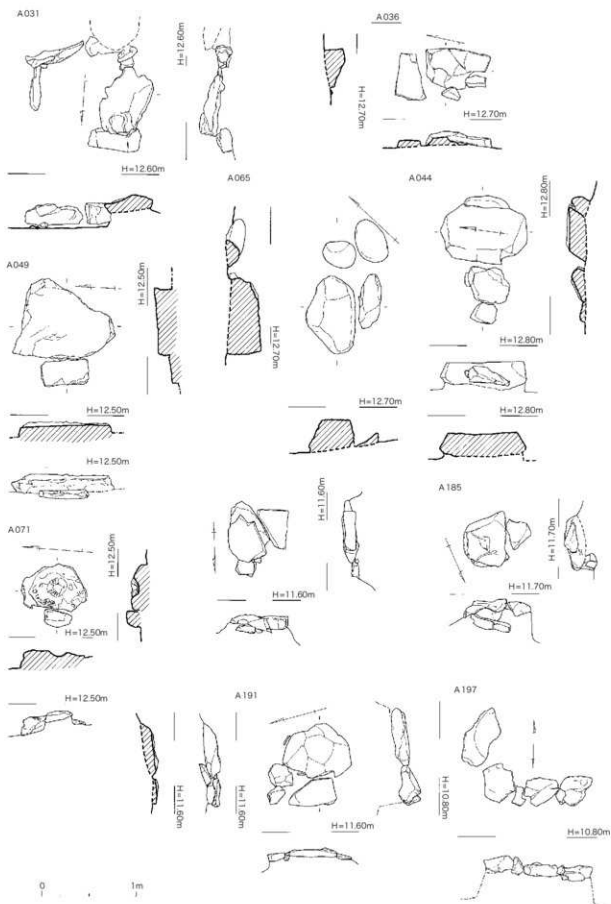 A031
H=12.60m
A036
H=12.70m
H=12.70m
H=12.60m
A065
H=12.70m
H=12.70m
A044
H=12.80m
H=12.80m
H=12.80m
A049
H=12.50m
H=12.50m
H=12.50m
H=11.60m
H=11.60m
A185
H=11.70m
H=11.70m
A071
H=12.50m
H=12.50m
H=12.50m
A191
H=11.60m
H=11.60m
H=10.80m
H=11.60m
A197
H=10.80m
0 1m